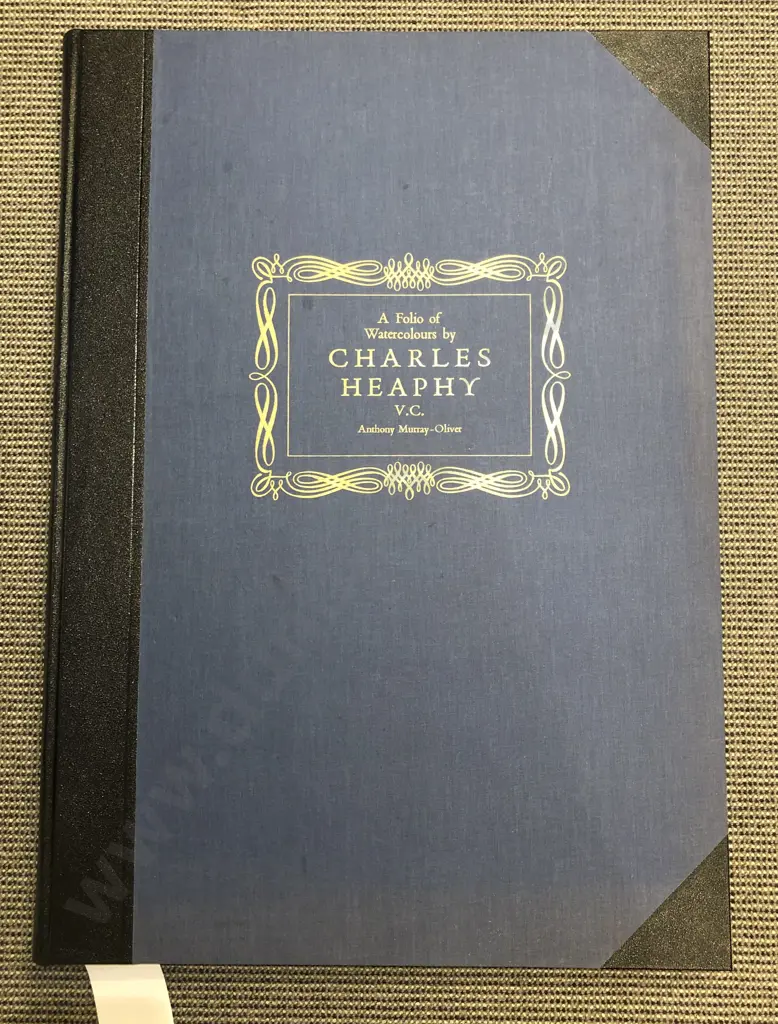 A Folio of
Watercolours by
CHARLES
HEAPHY
V.C.
Anthony Murray-Oliver